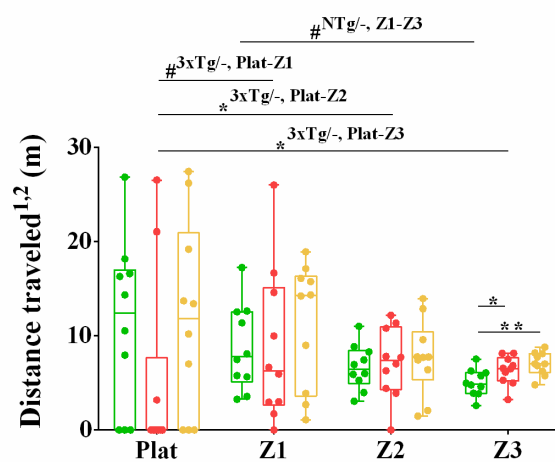 #NTg/-, Z1-Z3
#3xTg/-, Plat-Z1
*3xTg/-, Plat-Z2
*3xTg/-, Plat-Z3
Distance traveled1,2 (m)
30
20
10
0
*
**
Plat Z1 Z2 Z3